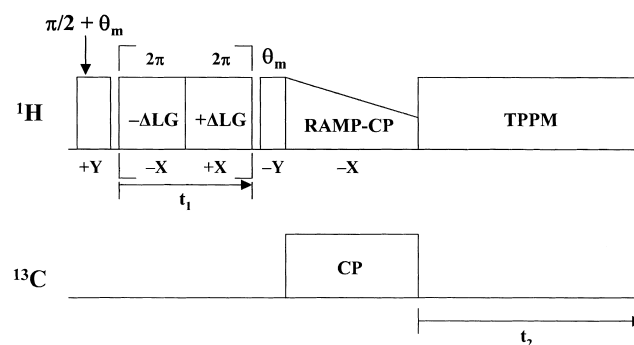 π/2 + θm
2π 2π θm
¹H
−ΔLG +ΔLG RAMP-CP TPPM
+Y −X +X −Y −X
t₁
¹³C
CP
t₂